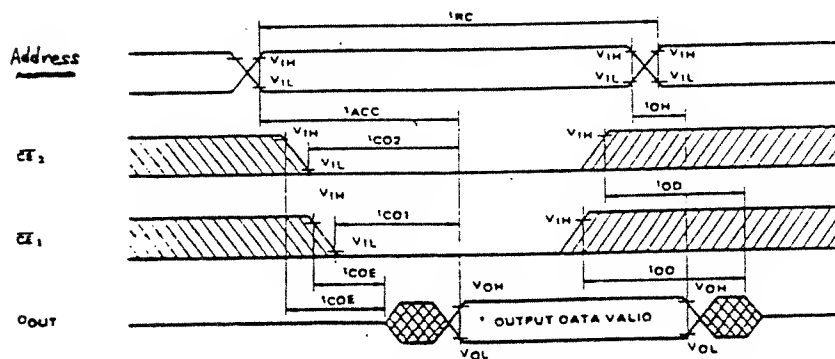 tRC
Address
VIH VIH VIH
VIL VIL VIL
tACC tOH
VIH tCO2 VIH
CE2 VIL
tOD
VIH
tCO1 VIH
CE1 VIL
tCOE tOD
tCOE VOH VOH
DOUT * OUTPUT DATA VALID
VOL VOL